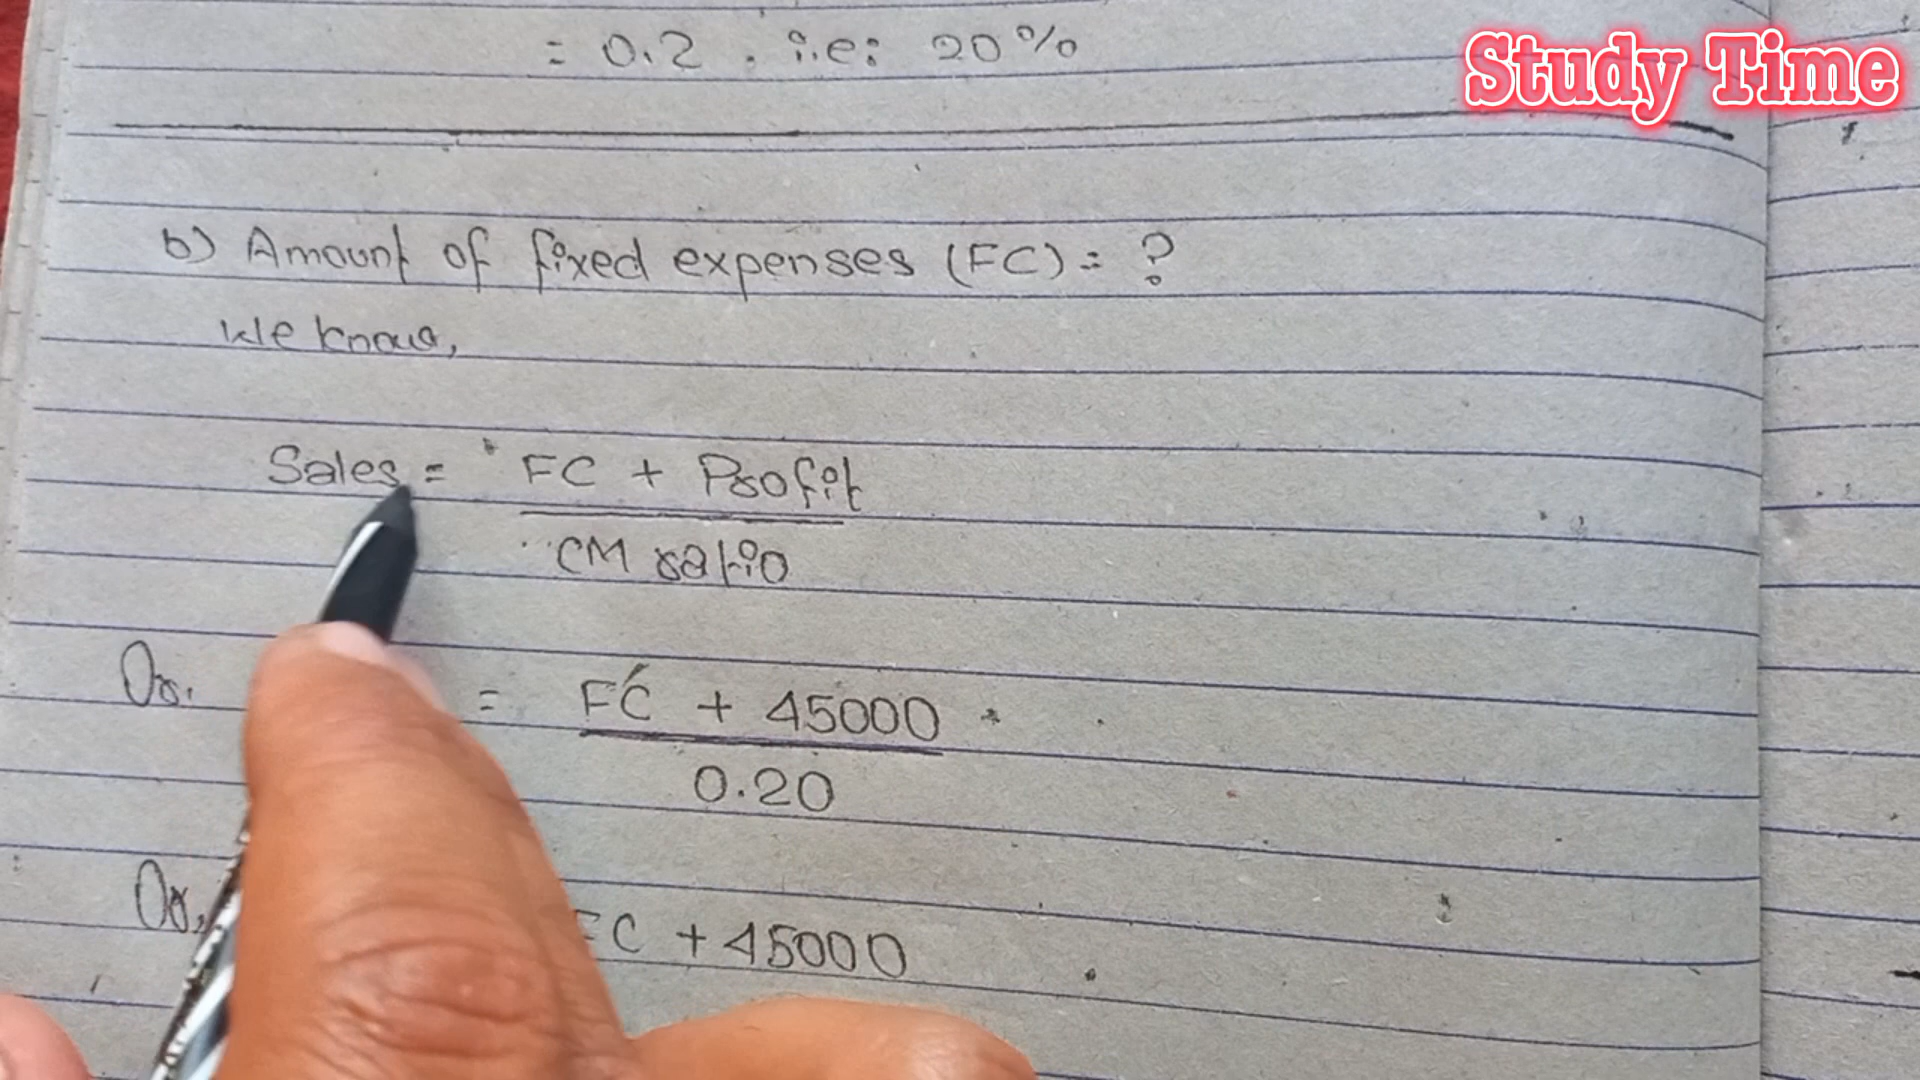 = 0.2 . i.e: 20%
Study Time
b) Amount of fixed expenses (FC) = ?
We know,
Sales = FC + Profit
CM ratio
Or. = FC + 45000
0.20
Or, FC + 45000